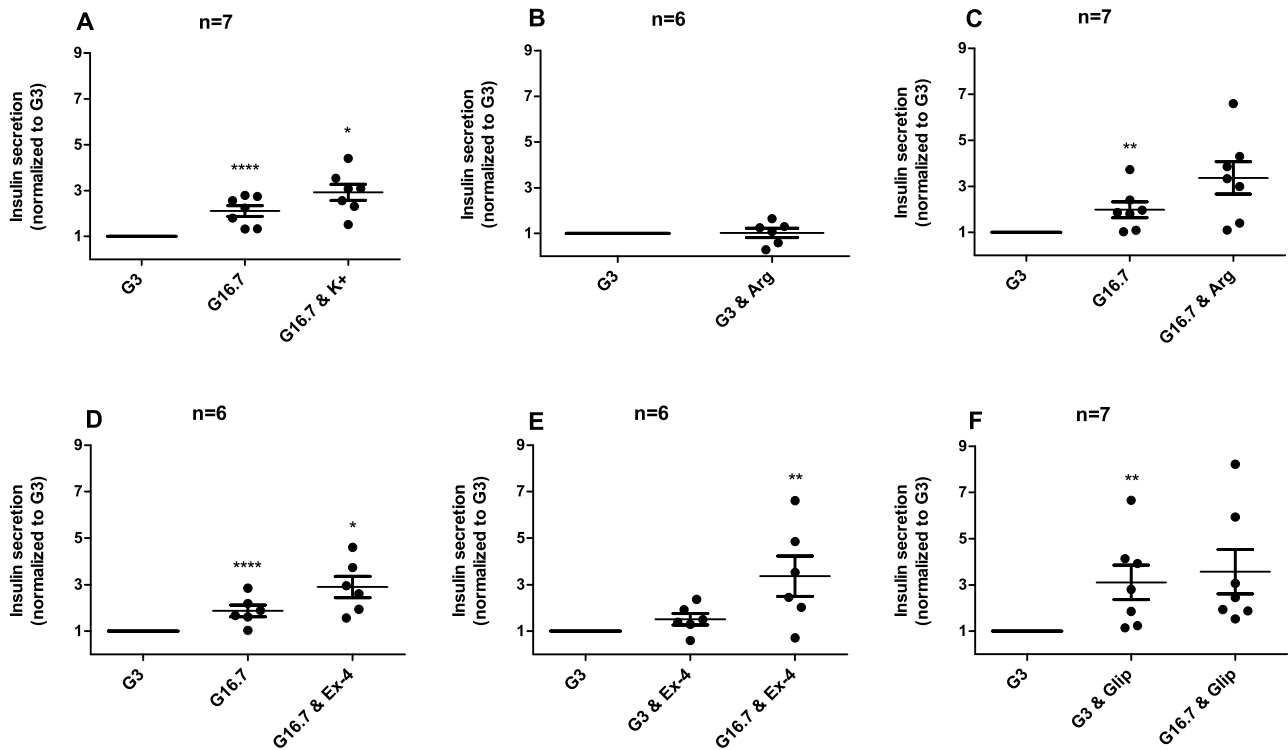 A
n=7
Insulin secretion
(normalized to G3)
9
7
5
3
1
****
*
G3
G16.7
G16.7 & K+
B
n=6
Insulin secretion
(normalized to G3)
9
7
5
3
1
G3
G3 & Arg
C
n=7
Insulin secretion
(normalized to G3)
9
7
5
3
1
**
G3
G16.7
G16.7 & Arg
D
n=6
Insulin secretion
(normalized to G3)
9
7
5
3
1
****
*
G3
G16.7
G16.7 & Ex-4
E
n=6
Insulin secretion
(normalized to G3)
9
7
5
3
1
**
G3
G3 & Ex-4
G16.7 & Ex-4
F
n=7
Insulin secretion
(normalized to G3)
9
7
5
3
1
**
G3
G3 & Glip
G16.7 & Glip